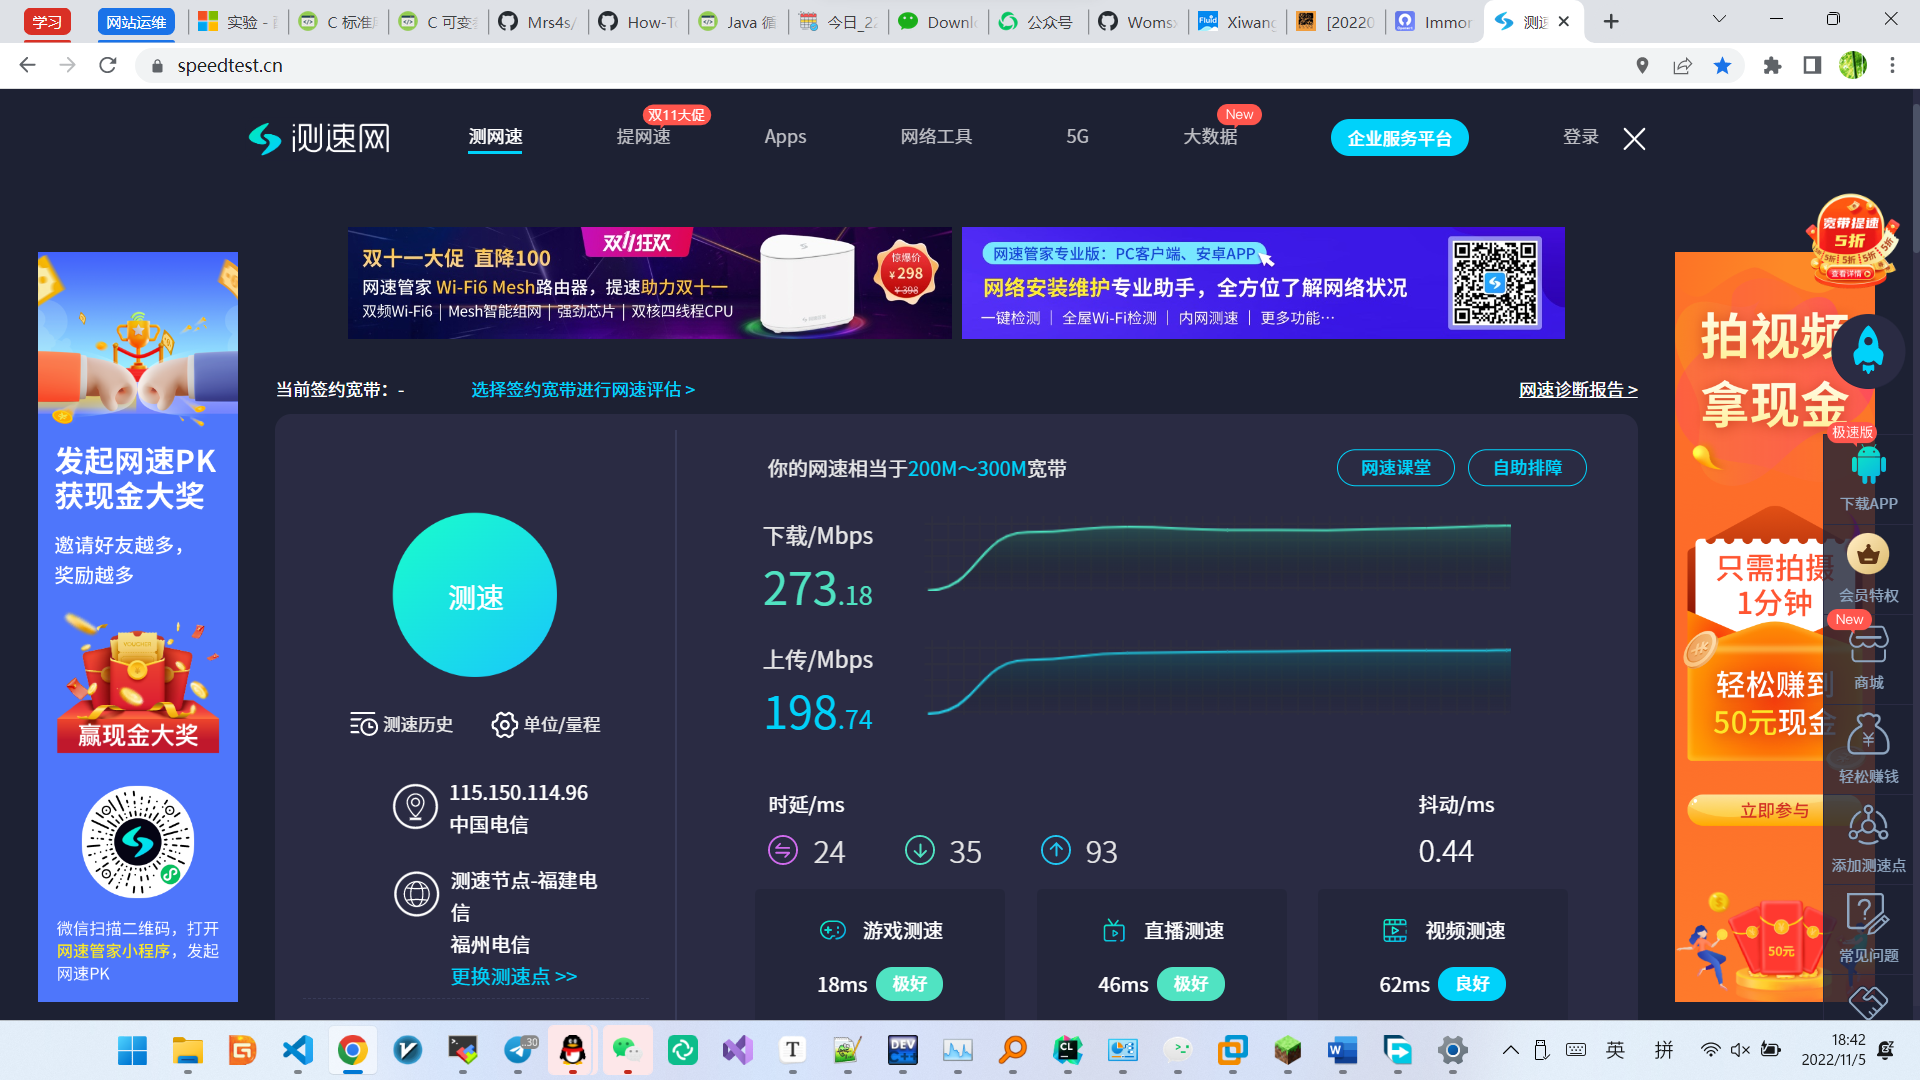 学习
网站运维
实验 -
C 标准
C 可变
Mrs4s/
How-To
Java 循
今日_22
Downlo
公众号
Womsx
Xiwang
[20220
Immor
测速
speedtest.cn
测速网
测网速
提网速
双11大促
Apps
网络工具
5G
大数据
New
企业服务平台
登录
双十一大促 直降100
双11狂欢
网速管家 Wi-Fi6 Mesh路由器，提速助力双十一
双频Wi-Fi6 | Mesh智能组网 | 强劲芯片 | 双核四线程CPU
惊爆价
¥298
¥398
网速管家专业版：PC客户端、安卓APP
网络安装维护专业助手，全方位了解网络状况
一键检测 | 全屋Wi-Fi检测 | 内网测速 | 更多功能···
宽带提速
5折
5折 5折 5折 5折
查看详情
当前签约宽带：-
选择签约宽带进行网速评估 >
网速诊断报告 >
发起网速PK
获现金大奖
邀请好友越多，
奖励越多
VOUCHER
赢现金大奖
微信扫描二维码，打开
网速管家小程序，发起
网速PK
测速
测速历史
单位/量程
115.150.114.96
中国电信
测速节点-福建电
信
福州电信
更换测速点 >>
你的网速相当于200M～300M宽带
网速课堂
自助排障
下载/Mbps
273.18
上传/Mbps
198.74
时延/ms
24
35
93
抖动/ms
0.44
游戏测速
18ms
极好
直播测速
46ms
极好
视频测速
62ms
良好
拍视频
拿现金
只需拍摄
1分钟
轻松赚到
50元现金
立即参与
50元
极速版
下载APP
会员特权
New
商城
轻松赚钱
添加测速点
常见问题
..30
T
DEV
C++
CL
W
英
拼
18:42
2022/11/5